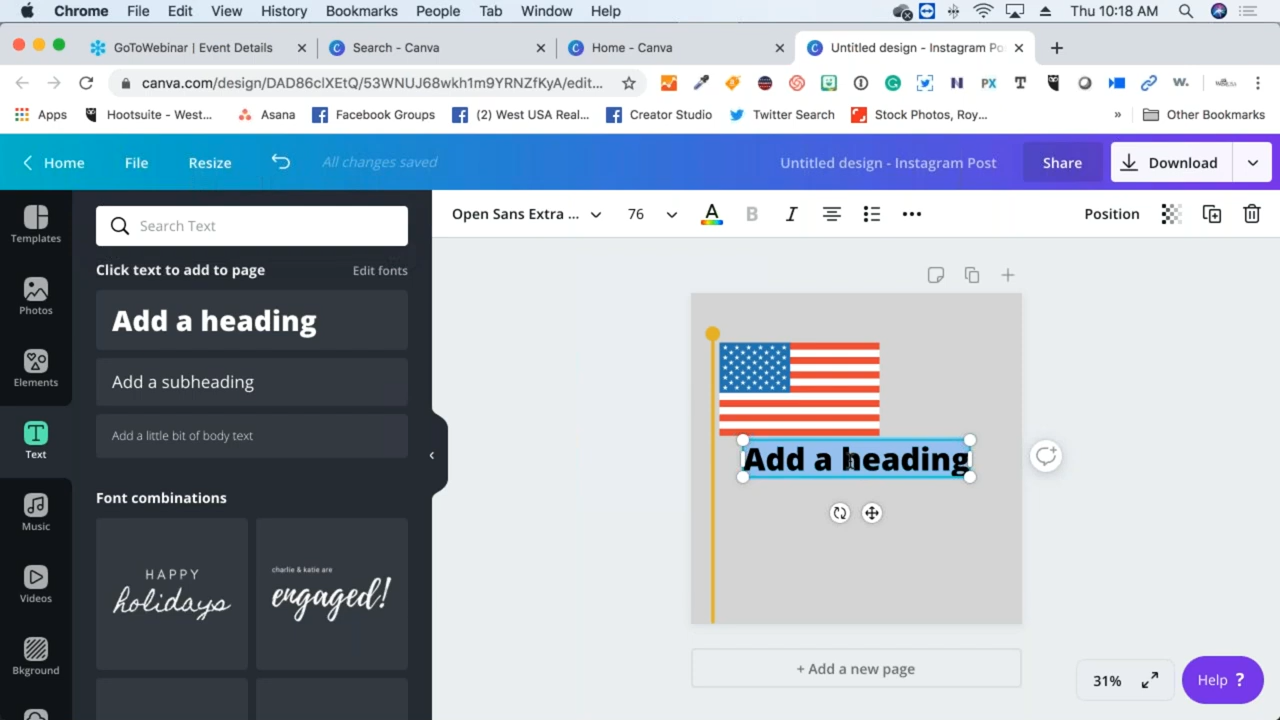 Chrome File Edit View History Bookmarks People Tab Window Help Thu 10:18 AM
GoToWebinar | Event Details Search - Canva Home - Canva Untitled design - Instagram Po
canva.com/design/DAD86clXEtQ/53WNUJ68wkh1m9YRNZfKyA/edit...
Apps Hootsuite - West... Asana Facebook Groups (2) West USA Real... Creator Studio Twitter Search Stock Photos, Roy... » Other Bookmarks
Home File Resize All changes saved Untitled design - Instagram Post Share Download
Open Sans Extra ... 76 A B I Position
Templates
Photos
Elements
Text
Music
Videos
Bkground
Search Text
Click text to add to page Edit fonts
Add a heading
Add a subheading
Add a little bit of body text
Font combinations
HAPPY
holidays
charlie & katie are
engaged!
Add a heading
+ Add a new page
31% Help ?